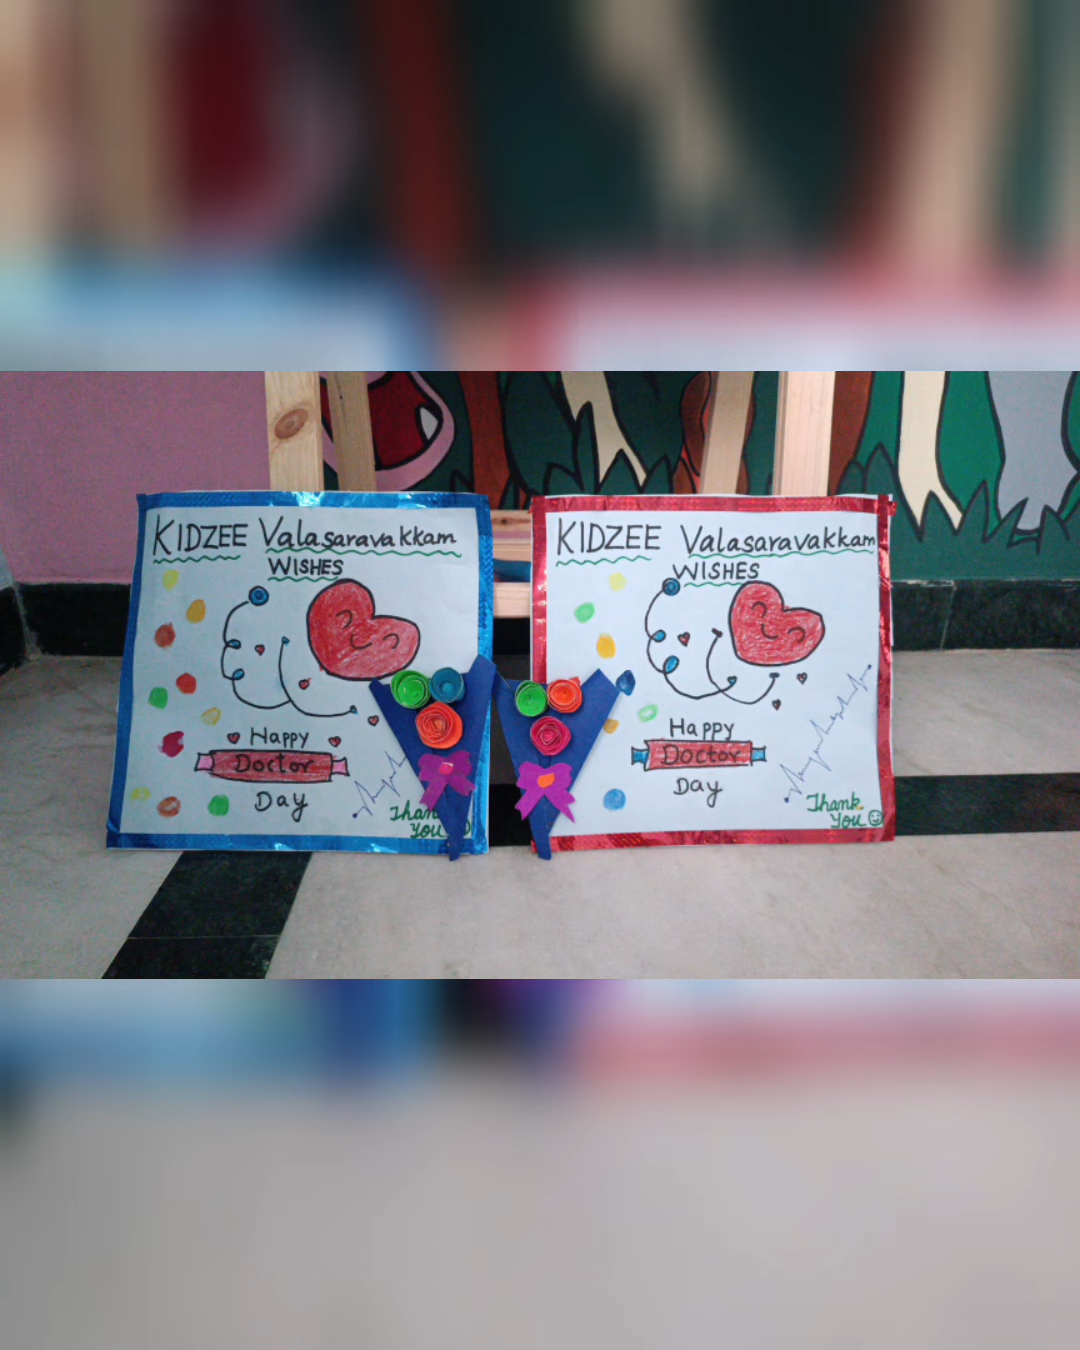 KIDZEE Valasaravakkam
WISHES
Happy
Doctor
Day
Thank
You
KIDZEE Valasaravakkam
WISHES
Happy
Doctor
Day
Thank
You